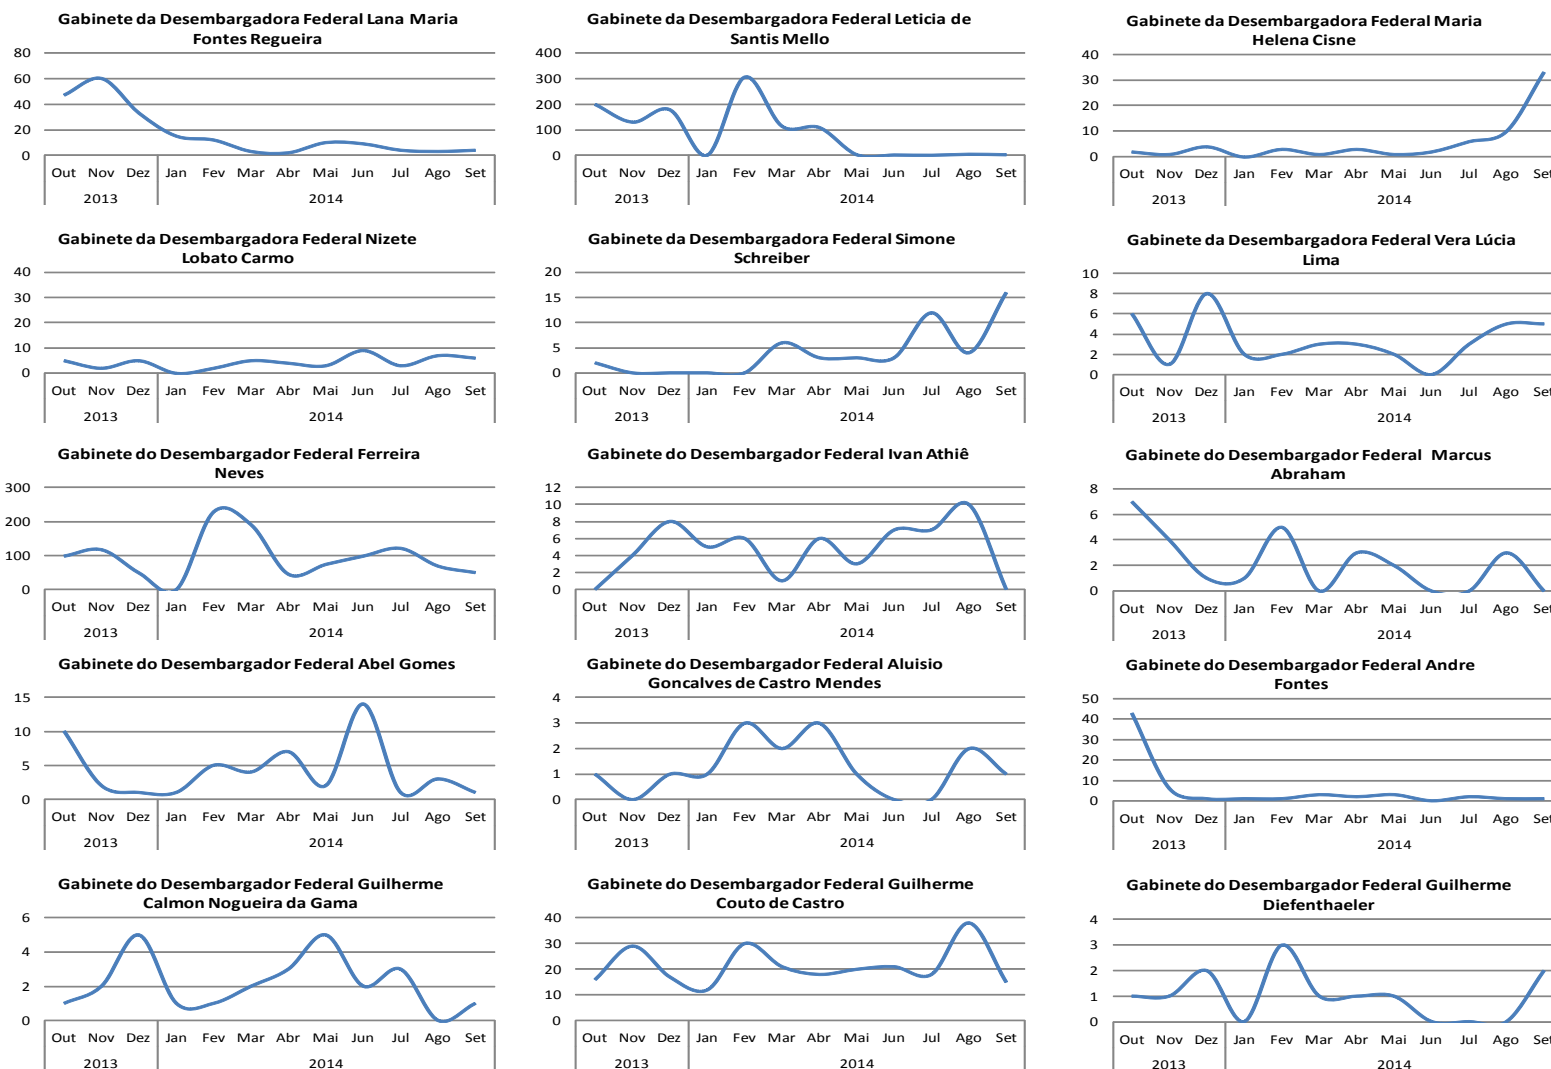 Gabinete da Desembargadora Federal Lana Maria
Fontes Regueira
80
60
40
20
0
Out Nov Dez Jan Fev Mar Abr Mai Jun Jul Ago Set
2013 2014
Gabinete da Desembargadora Federal Leticia de
Santis Mello
400
300
200
100
0
Out Nov Dez Jan Fev Mar Abr Mai Jun Jul Ago Set
2013 2014
Gabinete da Desembargadora Federal Maria
Helena Cisne
40
30
20
10
0
Out Nov Dez Jan Fev Mar Abr Mai Jun Jul Ago Set
2013 2014
Gabinete da Desembargadora Federal Nizete
Lobato Carmo
40
30
20
10
0
Out Nov Dez Jan Fev Mar Abr Mai Jun Jul Ago Set
2013 2014
Gabinete da Desembargadora Federal Simone
Schreiber
20
15
10
5
0
Out Nov Dez Jan Fev Mar Abr Mai Jun Jul Ago Set
2013 2014
Gabinete da Desembargadora Federal Vera Lúcia
Lima
10
8
6
4
2
0
Out Nov Dez Jan Fev Mar Abr Mai Jun Jul Ago Set
2013 2014
Gabinete do Desembargador Federal Ferreira
Neves
300
200
100
0
Out Nov Dez Jan Fev Mar Abr Mai Jun Jul Ago Set
2013 2014
Gabinete do Desembargador Federal Ivan Athiê
12
10
8
6
4
2
0
Out Nov Dez Jan Fev Mar Abr Mai Jun Jul Ago Set
2013 2014
Gabinete do Desembargador Federal Marcus
Abraham
8
6
4
2
0
Out Nov Dez Jan Fev Mar Abr Mai Jun Jul Ago Set
2013 2014
Gabinete do Desembargador Federal Abel Gomes
15
10
5
0
Out Nov Dez Jan Fev Mar Abr Mai Jun Jul Ago Set
2013 2014
Gabinete do Desembargador Federal Aluisio
Goncalves de Castro Mendes
4
3
2
1
0
Out Nov Dez Jan Fev Mar Abr Mai Jun Jul Ago Set
2013 2014
Gabinete do Desembargador Federal Andre
Fontes
50
40
30
20
10
0
Out Nov Dez Jan Fev Mar Abr Mai Jun Jul Ago Set
2013 2014
Gabinete do Desembargador Federal Guilherme
Calmon Nogueira da Gama
6
4
2
0
Out Nov Dez Jan Fev Mar Abr Mai Jun Jul Ago Set
2013 2014
Gabinete do Desembargador Federal Guilherme
Couto de Castro
40
30
20
10
0
Out Nov Dez Jan Fev Mar Abr Mai Jun Jul Ago Set
2013 2014
Gabinete do Desembargador Federal Guilherme
Diefenthaeler
4
3
2
1
0
Out Nov Dez Jan Fev Mar Abr Mai Jun Jul Ago Set
2013 2014